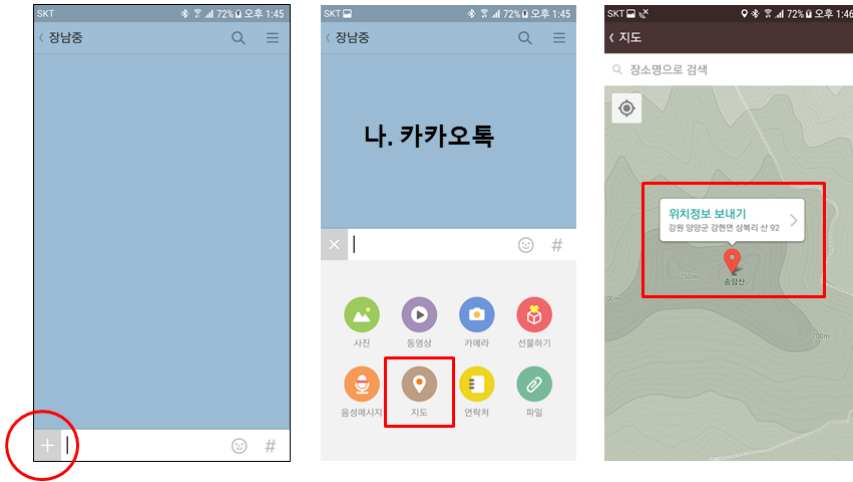 SKT 72% 오후 1:45
장남중
+
#
SKT 72% 오후 1:45
장남중
나. 카카오톡
#
사진 동영상 카메라 선물하기
음성메시지 지도 연락처 파일
SKT 72% 오후 1:46
지도
장소명으로 검색
위치정보 보내기
강원 양양군 강현면 상복리 산 92
송암산
700m